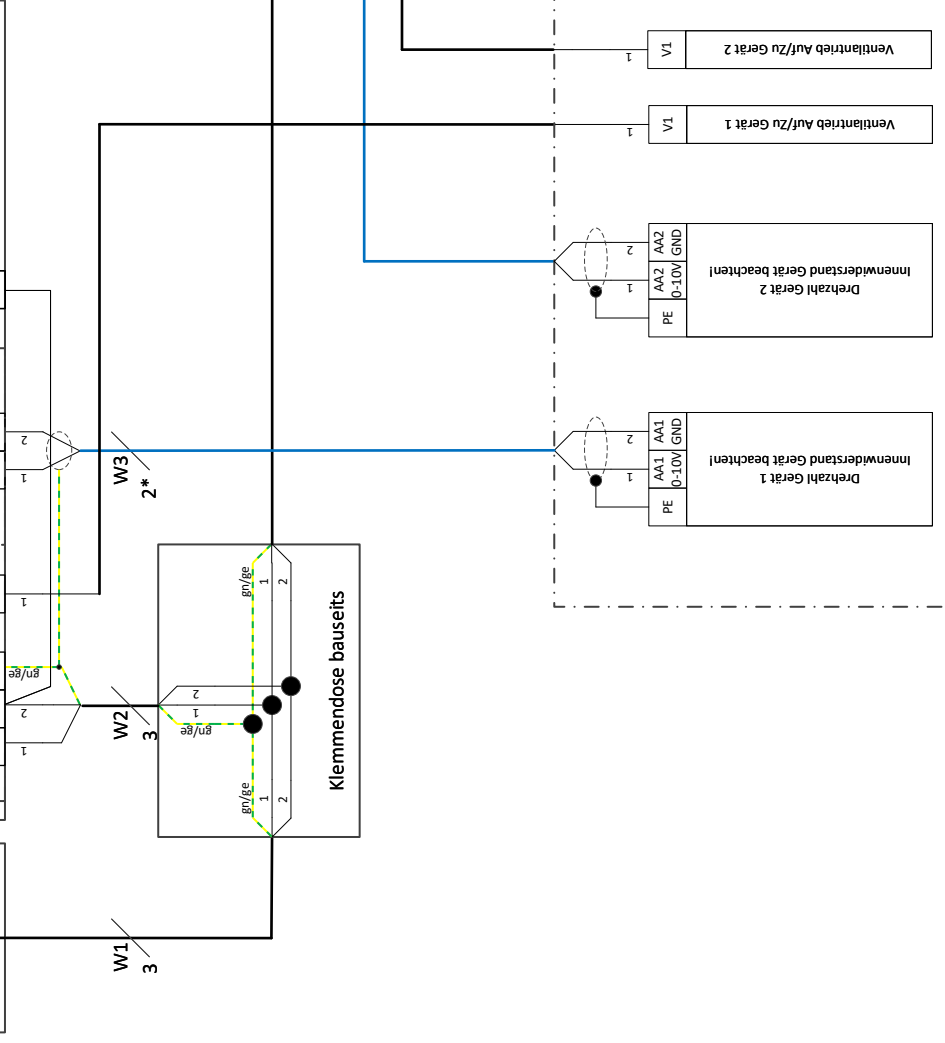 V1
Ventilantrieb Auf/Zu Gerät 2
1
V1
Ventilantrieb Auf/Zu Gerät 1
1
AA2
GND
AA2
0-10V
PE
2
1
Drehzahl Gerät 2
Innenwiderstand Gerät beachten!
AA1
GND
AA1
0-10V
PE
2
1
Drehzahl Gerät 1
Innenwiderstand Gerät beachten!
2
1
W3
2*
1
gn/ge
2
1
W2
3
2
1
gn/ge
gn/ge
1
2
gn/ge
1
2
Klemmendose bauseits
W1
3